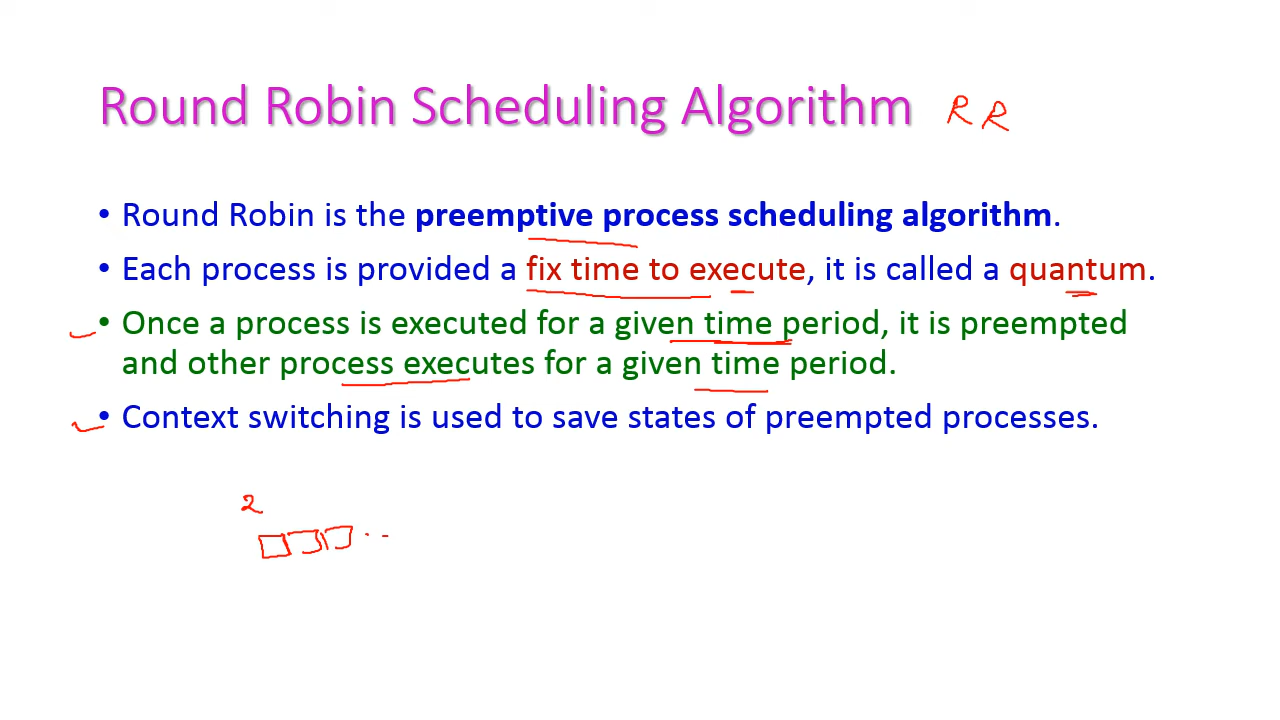 Round Robin Scheduling Algorithm RR
• Round Robin is the preemptive process scheduling algorithm.
• Each process is provided a fix time to execute, it is called a quantum.
• Once a process is executed for a given time period, it is preempted
and other process executes for a given time period.
• Context switching is used to save states of preempted processes.
2